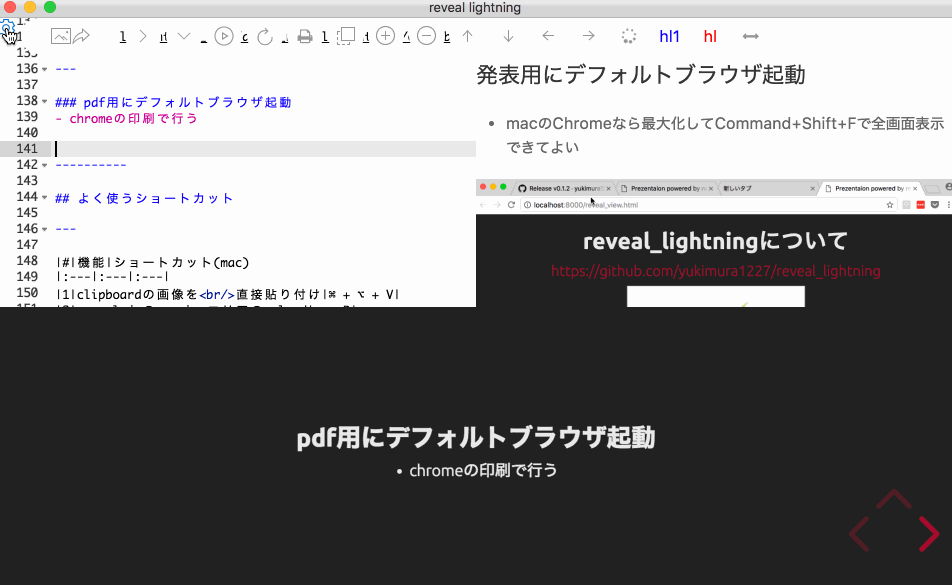 reveal lightning
hl1 hl
136 ---
137
138 ### pdf用にデフォルトブラウザ起動
139 - chromeの印刷で行う
140
141
142 ----------
143
144 ## よく使うショートカット
145
146 ---
147
148 |#|機能|ショートカット(mac)
149 |:---|:---|:---|
150 |1|clipboardの画像を<br/>直接貼り付け|⌘ + ⌥ + V|
発表用にデフォルトブラウザ起動
• macのChromeなら最大化してCommand+Shift+Fで全画面表示
できてよい
Release v0.1.2 · yukimura1 × Prezentaion powered by × 新しいタブ × Prezentaion powered by ×
localhost:8000/reveal_view.html
reveal_lightningについて
https://github.com/yukimura1227/reveal_lightning
pdf用にデフォルトブラウザ起動
• chromeの印刷で行う